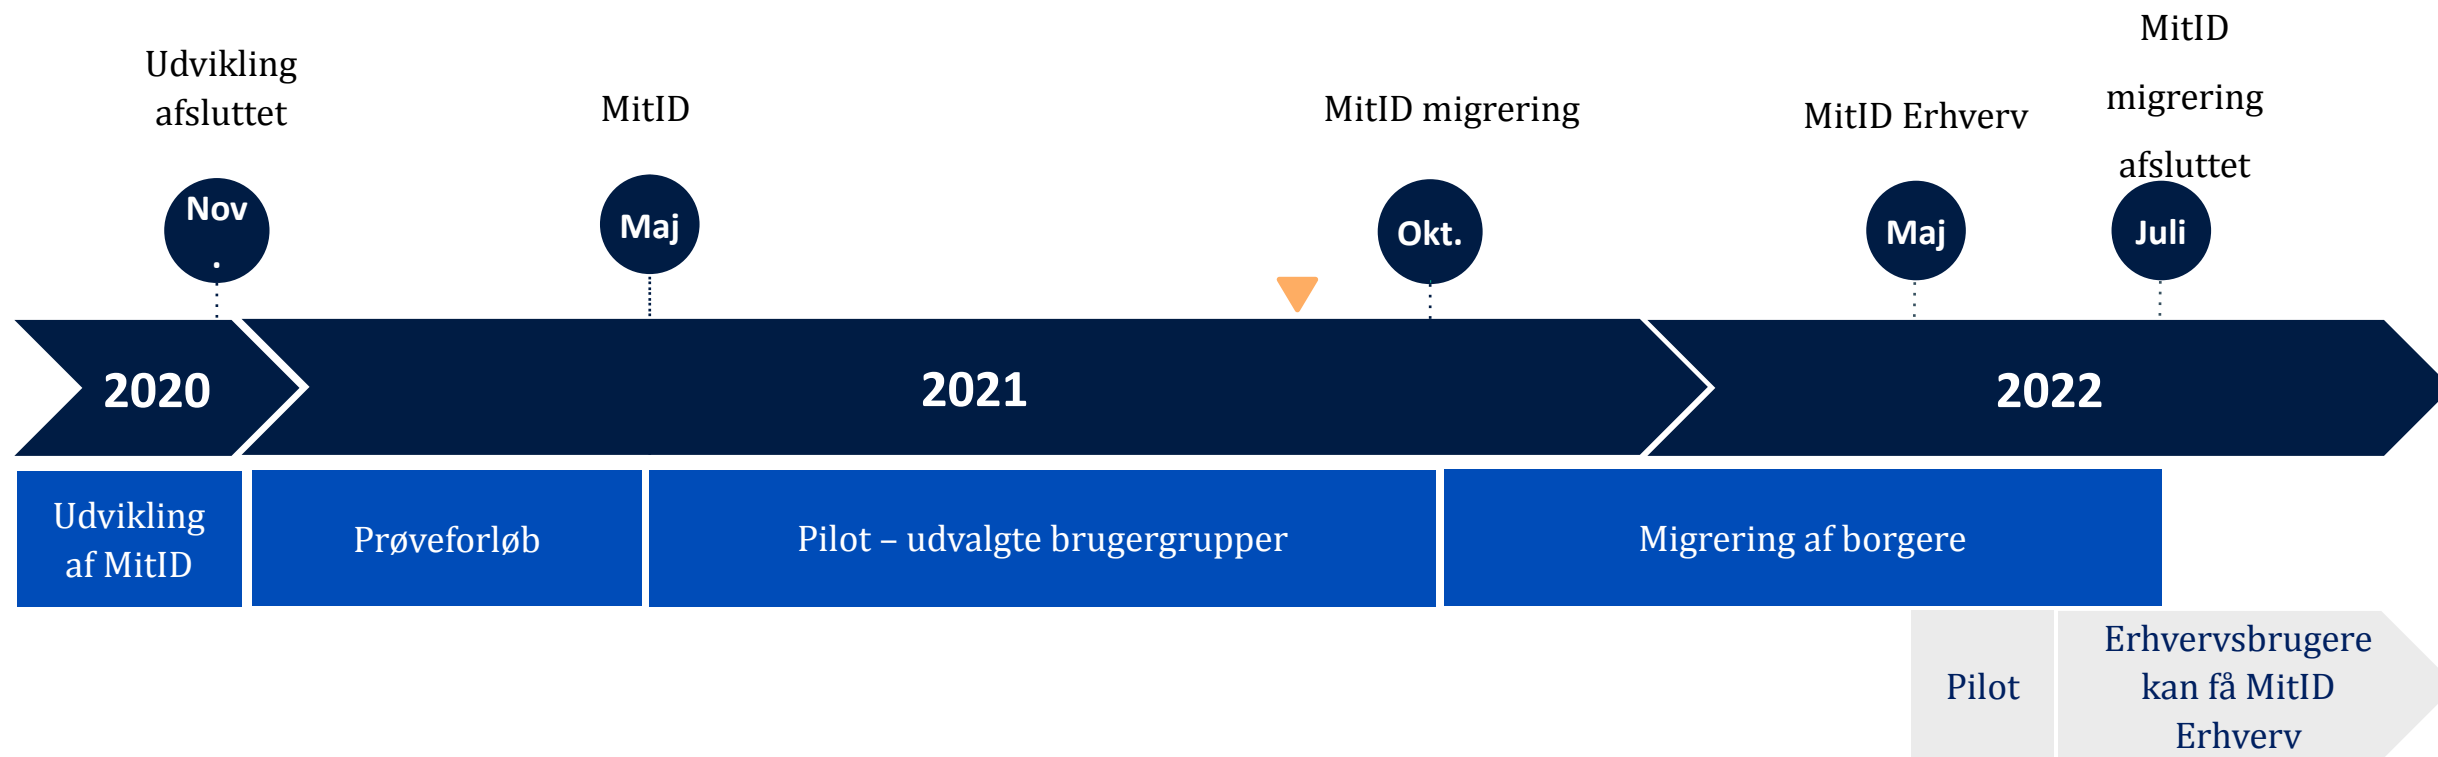 Udvikling
afsluttet
MitID
MitID migrering
MitID Erhverv
MitID
migrering
afsluttet
Nov
.
Maj
Okt.
Maj
Juli
2020
2021
2022
Udvikling
af MitID
Prøveforløb
Pilot – udvalgte brugergrupper
Migrering af borgere
Pilot
Erhvervsbrugere
kan få MitID
Erhverv